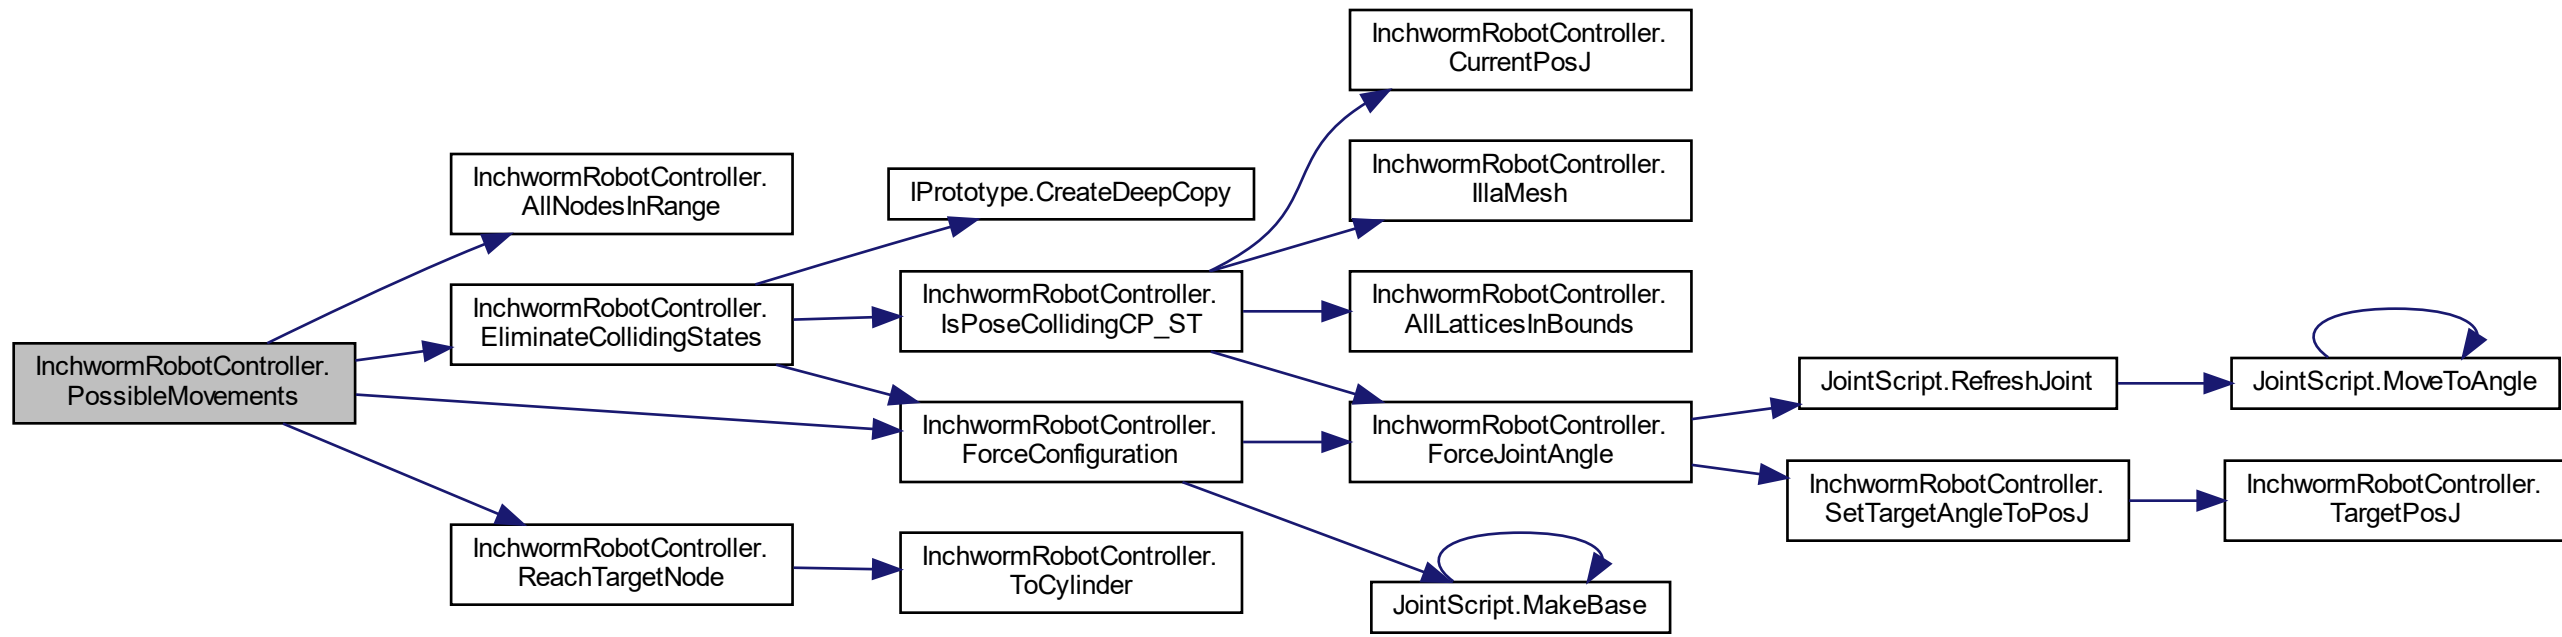 InchwormRobotController.
PossibleMovements
InchwormRobotController.
AllNodesInRange
InchwormRobotController.
EliminateCollidingStates
InchwormRobotController.
ReachTargetNode
IPrototype.CreateDeepCopy
InchwormRobotController.
IsPoseCollidingCP_ST
InchwormRobotController.
ForceConfiguration
InchwormRobotController.
ToCylinder
InchwormRobotController.
CurrentPosJ
InchwormRobotController.
IllaMesh
InchwormRobotController.
AllLatticesInBounds
InchwormRobotController.
ForceJointAngle
JointScript.MakeBase
JointScript.RefreshJoint
InchwormRobotController.
SetTargetAngleToPosJ
JointScript.MoveToAngle
InchwormRobotController.
TargetPosJ